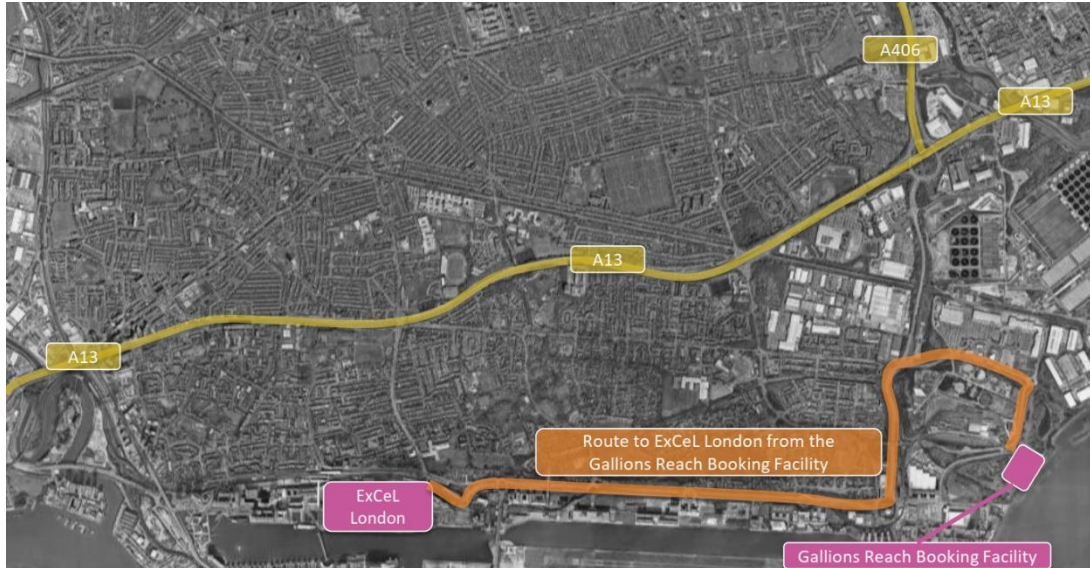 A406
A13
A13
A13
Route to ExCeL London from the
Gallions Reach Booking Facility
ExCeL
London
Gallions Reach Booking Facility